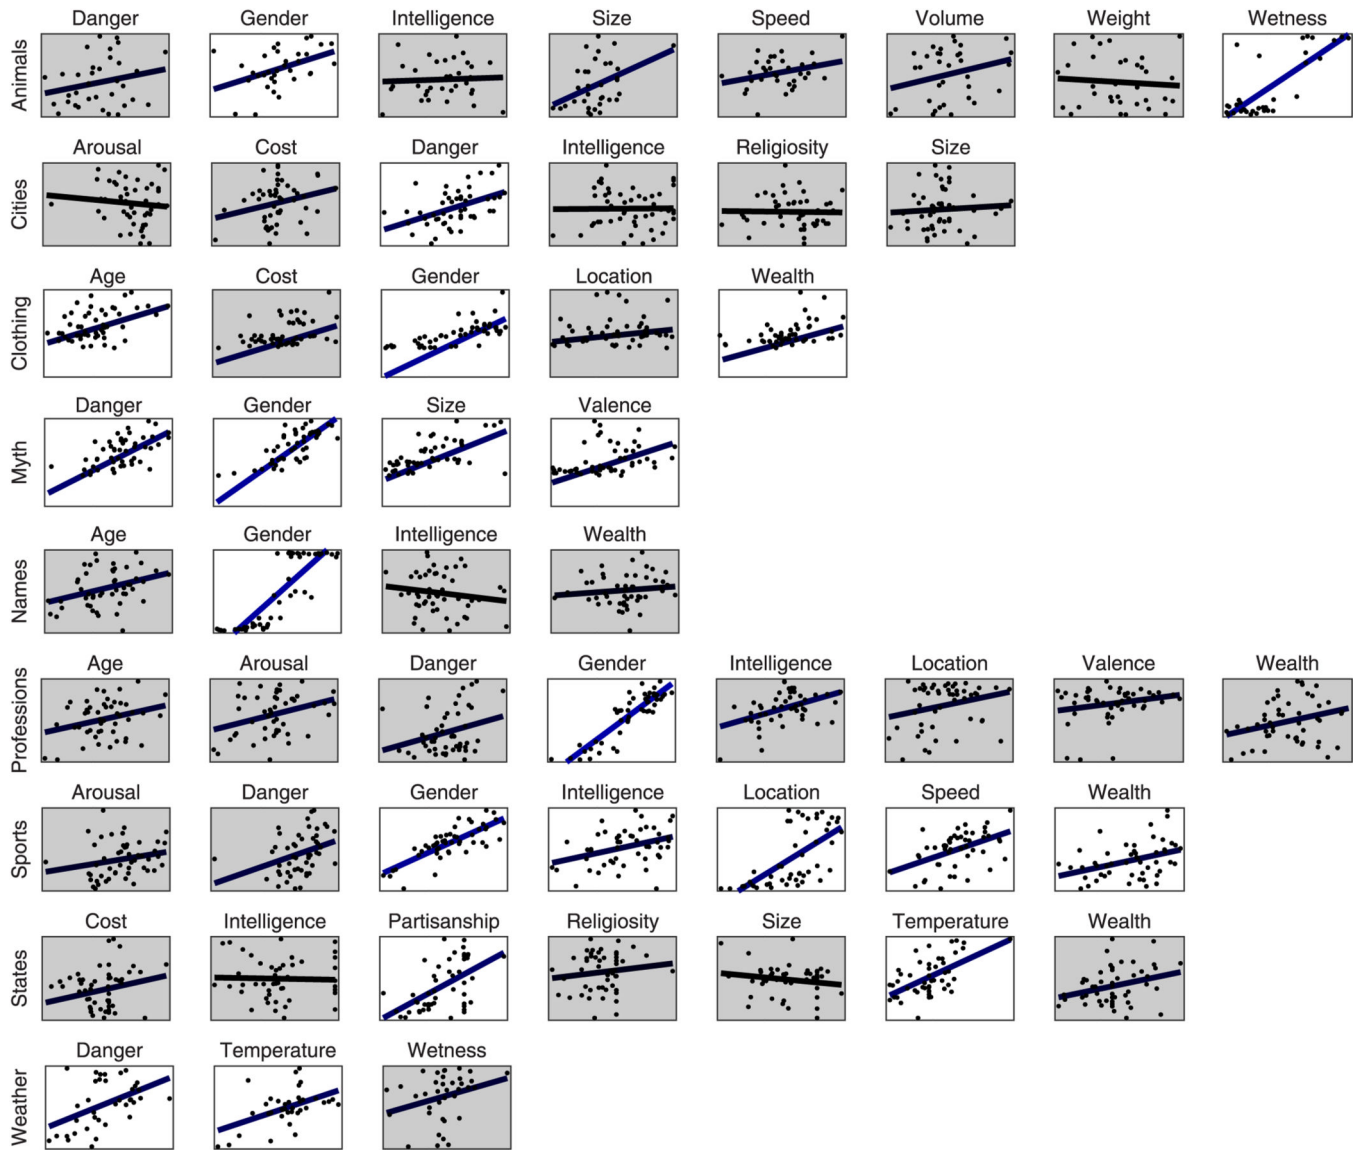 Danger Gender Intelligence Size Speed Volume Weight Wetness
Animals
Arousal Cost Danger Intelligence Religiosity Size
Cities
Age Cost Gender Location Wealth
Clothing
Danger Gender Size Valence
Myth
Age Gender Intelligence Wealth
Names
Age Arousal Danger Gender Intelligence Location Valence Wealth
Professions
Arousal Danger Gender Intelligence Location Speed Wealth
Sports
Cost Intelligence Partisanship Religiosity Size Temperature Wealth
States
Danger Temperature Wetness
Weather